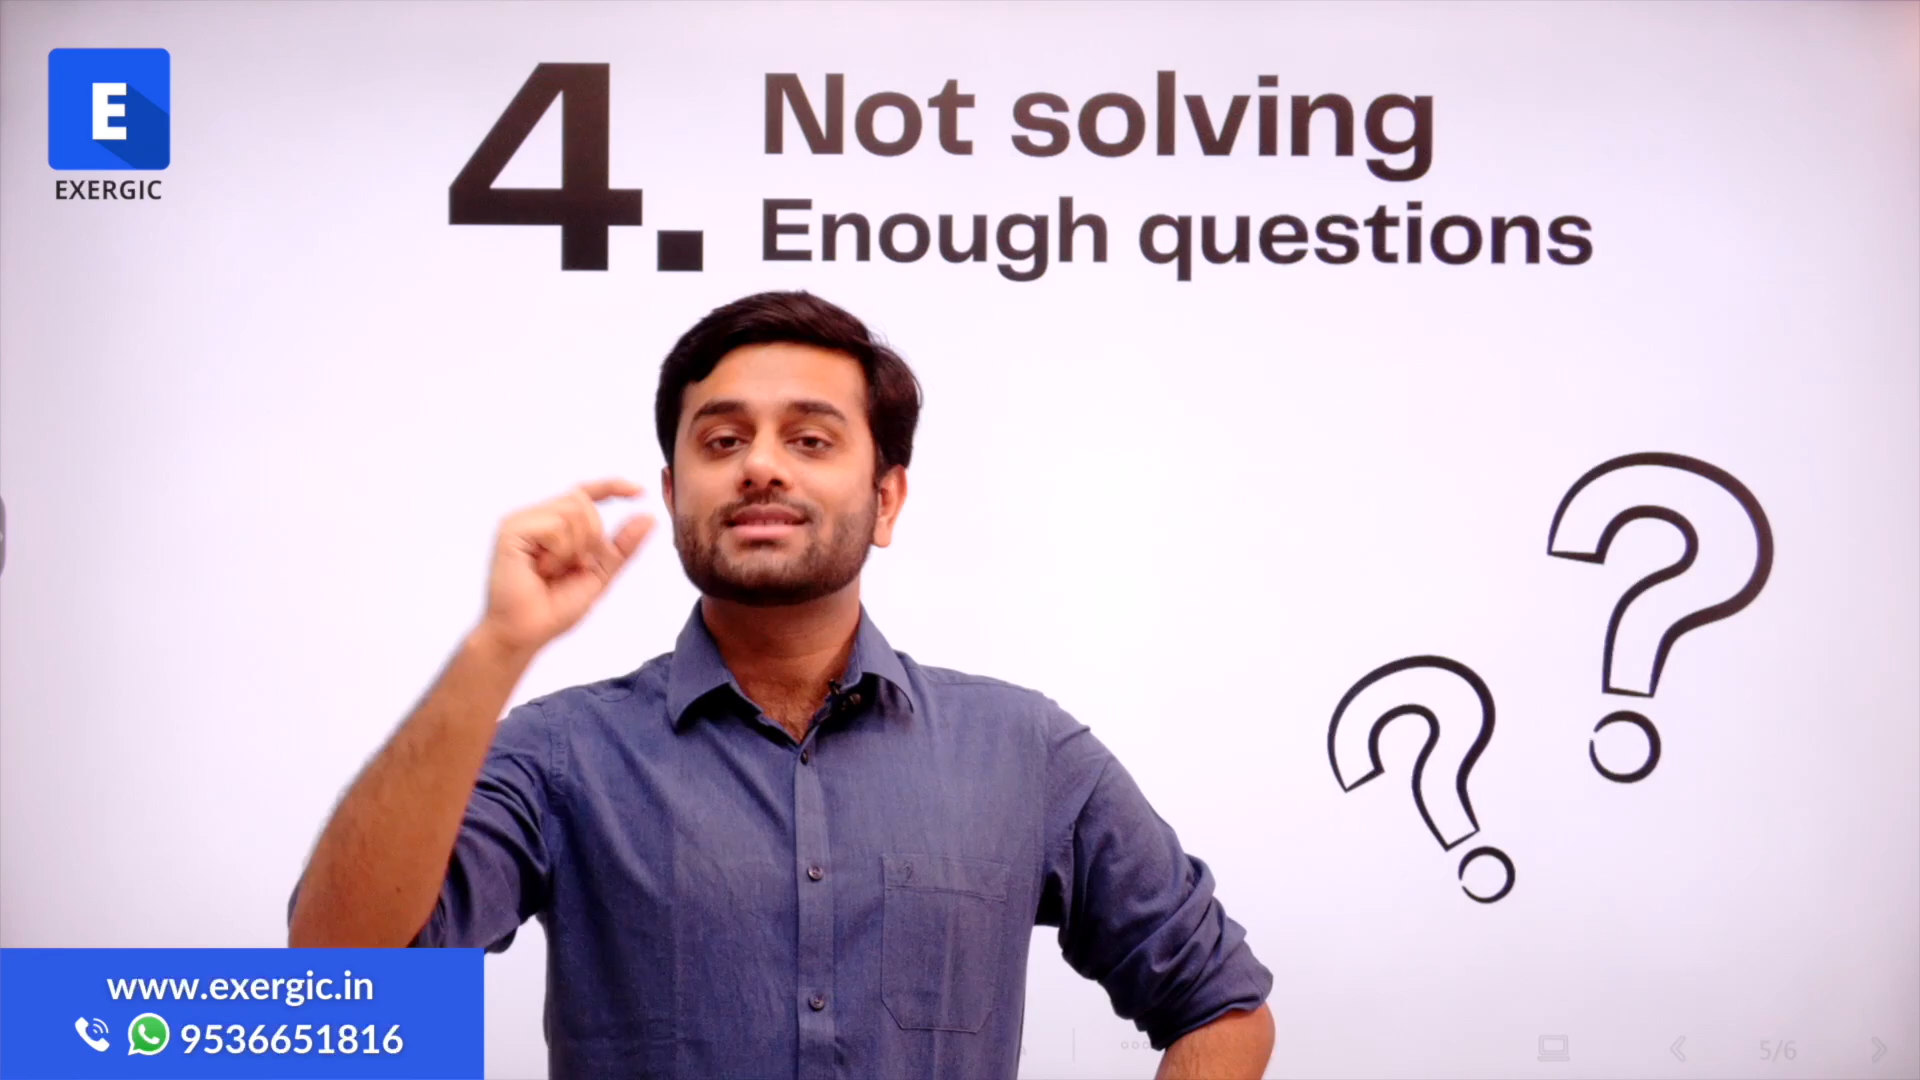 E
EXERGIC
4.
Not solving
Enough questions
? ?
www.exergic.in
9536651816
5/6